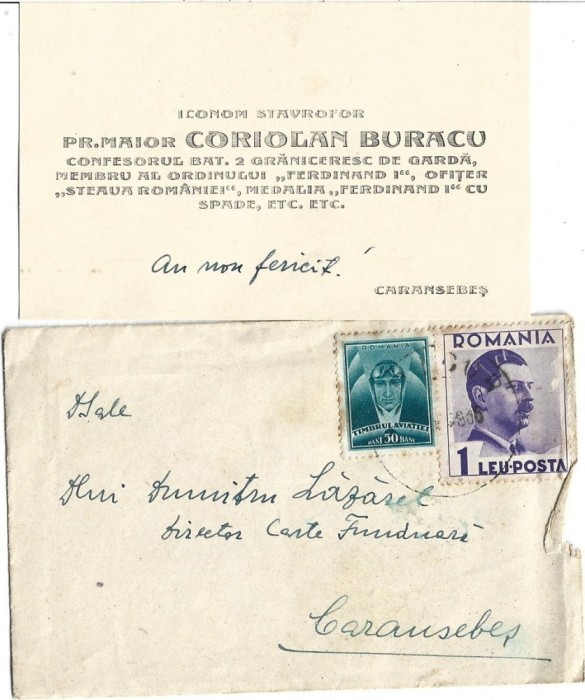 ICONOM STAVROFOR
PR. MAIOR CORIOLAN BURACU
CONFESORUL BAT. 2 GRĂNICERESC DE GARDĂ,
MEMBRU AL ORDINULUI „FERDINAND I“, OFIȚER
„STEAUA ROMÂNIEI“, MEDALIA „FERDINAND I“ CU
SPADE, ETC. ETC.
An nou fericit!
CARANSEBEȘ
ROMANIA
TIMBRUL AVIAȚIEI
BANI 50 BANI
ROMANIA
1 LEU-POSTA
Dsale
Dlui Dumitru Lăzărel
Director Carte Funduară
Caransebeș